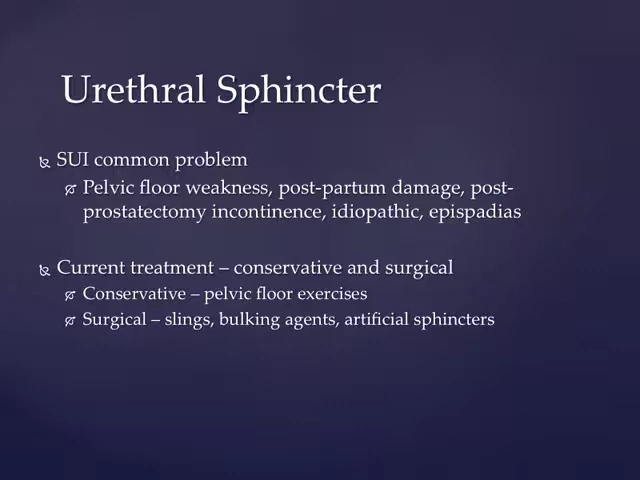 Urethral Sphincter
SUI common problem
Pelvic floor weakness, post-partum damage, post-
prostatectomy incontinence, idiopathic, epispadias
Current treatment – conservative and surgical
Conservative – pelvic floor exercises
Surgical – slings, bulking agents, artificial sphincters